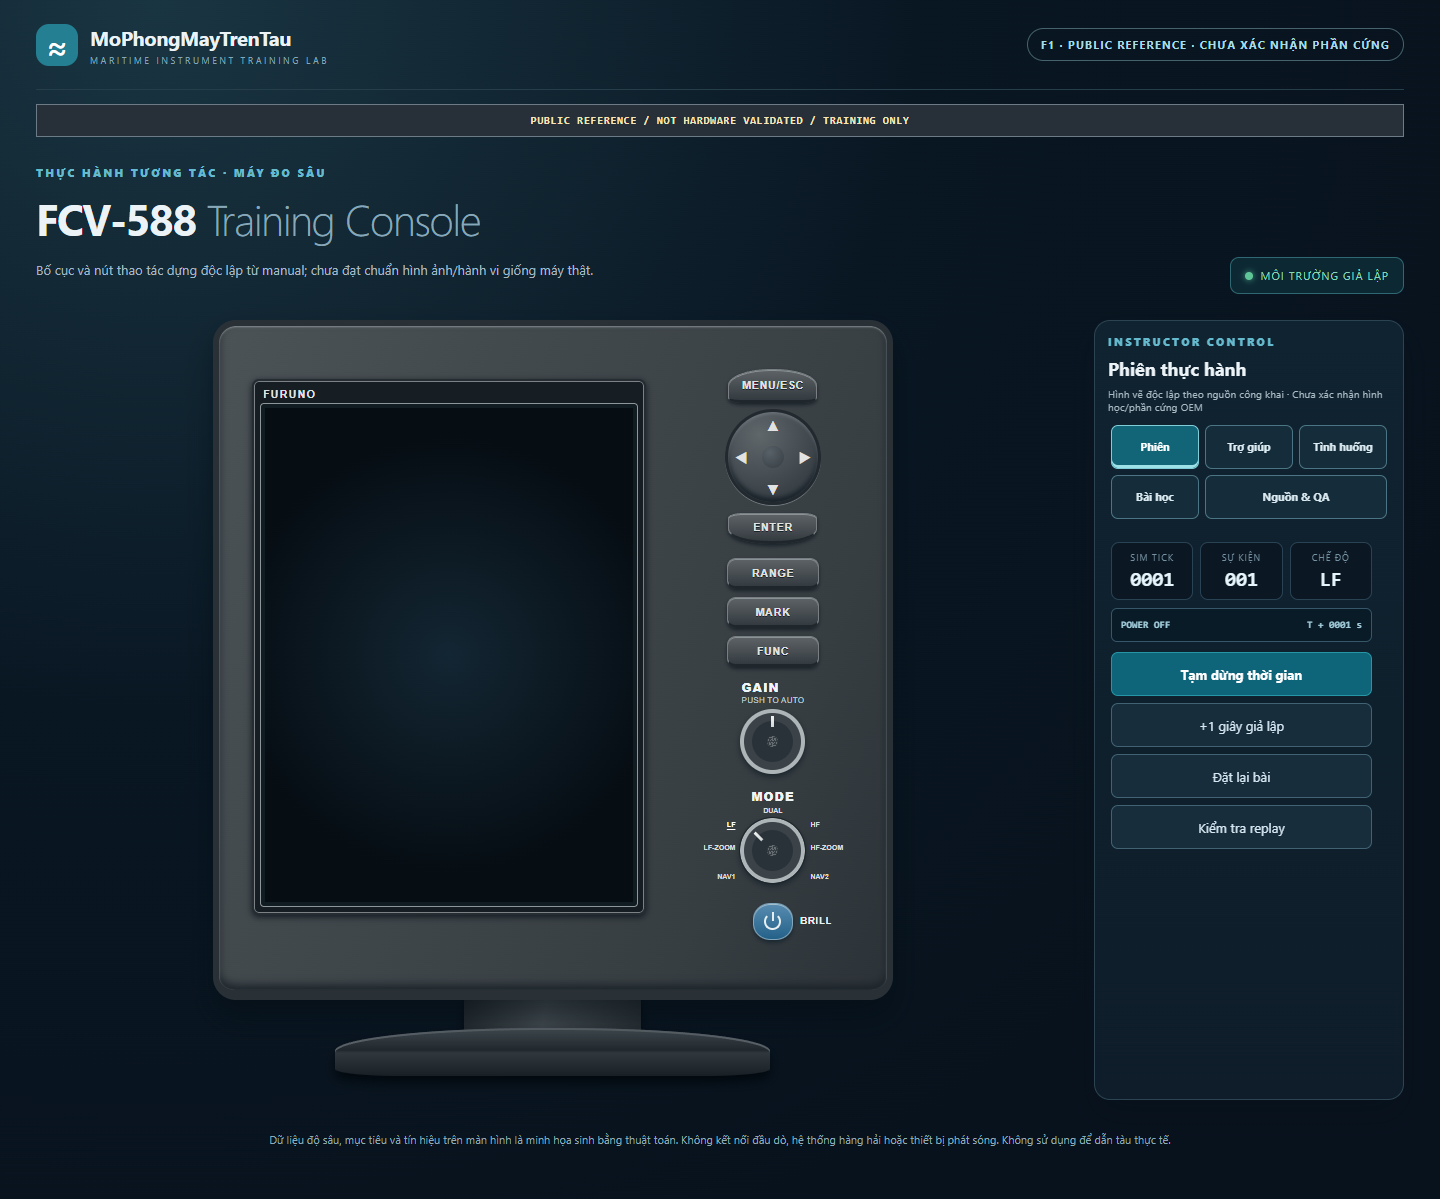 ≈
MoPhongMayTrenTau
MARITIME INSTRUMENT TRAINING LAB
F1 · PUBLIC REFERENCE · CHƯA XÁC NHẬN PHẦN CỨNG
PUBLIC REFERENCE / NOT HARDWARE VALIDATED / TRAINING ONLY
THỰC HÀNH TƯƠNG TÁC · MÁY ĐO SÂU
FCV-588 Training Console
Bố cục và nút thao tác dựng độc lập từ manual; chưa đạt chuẩn hình ảnh/hành vi giống máy thật.
MÔI TRƯỜNG GIẢ LẬP
FURUNO
MENU/ESC
▲
◀ ▶
▼
ENTER
RANGE
MARK
FUNC
GAIN
PUSH TO AUTO
MODE
DUAL
LF HF
LF-ZOOM HF-ZOOM
NAV1 NAV2
BRILL
INSTRUCTOR CONTROL
Phiên thực hành
Hình vẽ độc lập theo nguồn công khai · Chưa xác nhận hình
học/phần cứng OEM
Phiên Trợ giúp Tình huống
Bài học Nguồn & QA
SIM TICK SỰ KIỆN CHẾ ĐỘ
0001 001 LF
POWER OFF T + 0001 s
Tạm dừng thời gian
+1 giây giả lập
Đặt lại bài
Kiểm tra replay
Dữ liệu độ sâu, mục tiêu và tín hiệu trên màn hình là minh họa sinh bằng thuật toán. Không kết nối đầu dò, hệ thống hàng hải hoặc thiết bị phát sóng. Không sử dụng để dẫn tàu thực tế.